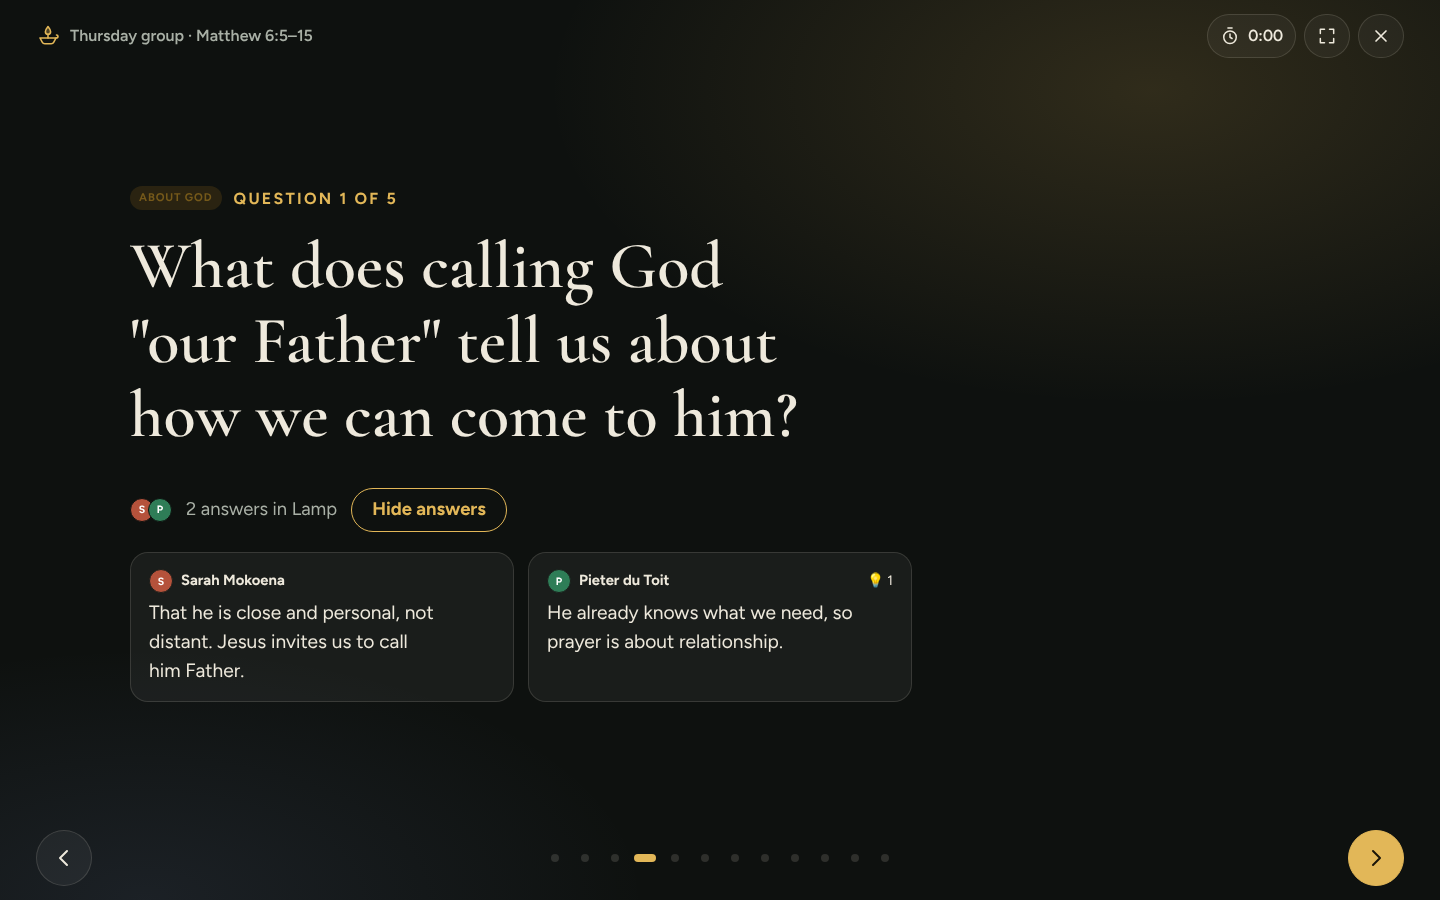 Thursday group · Matthew 6:5–15
0:00
ABOUT GOD
QUESTION 1 OF 5
What does calling God
"our Father" tell us about
how we can come to him?
S P 2 answers in Lamp
Hide answers
S Sarah Mokoena
That he is close and personal, not
distant. Jesus invites us to call
him Father.
P Pieter du Toit
💡 1
He already knows what we need, so
prayer is about relationship.